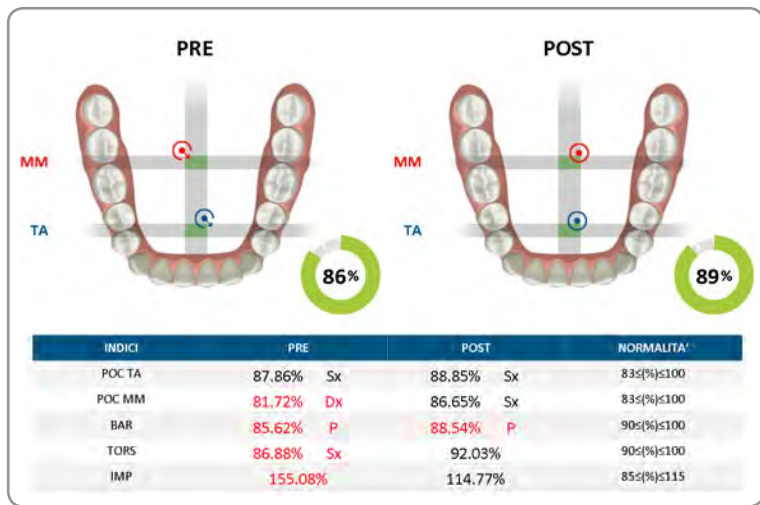 PRE POST
MM MM
TA TA
86% 89%
INDICI PRE POST NORMALITA'
POC TA 87.86% Sx 88.85% Sx 83≤(%)≤100
POC MM 81.72% Dx 86.65% Sx 83≤(%)≤100
BAR 85.62% P 88.54% P 90≤(%)≤100
TORS 86.88% Sx 92.03% 90≤(%)≤100
IMP 155.08% 114.77% 85≤(%)≤115